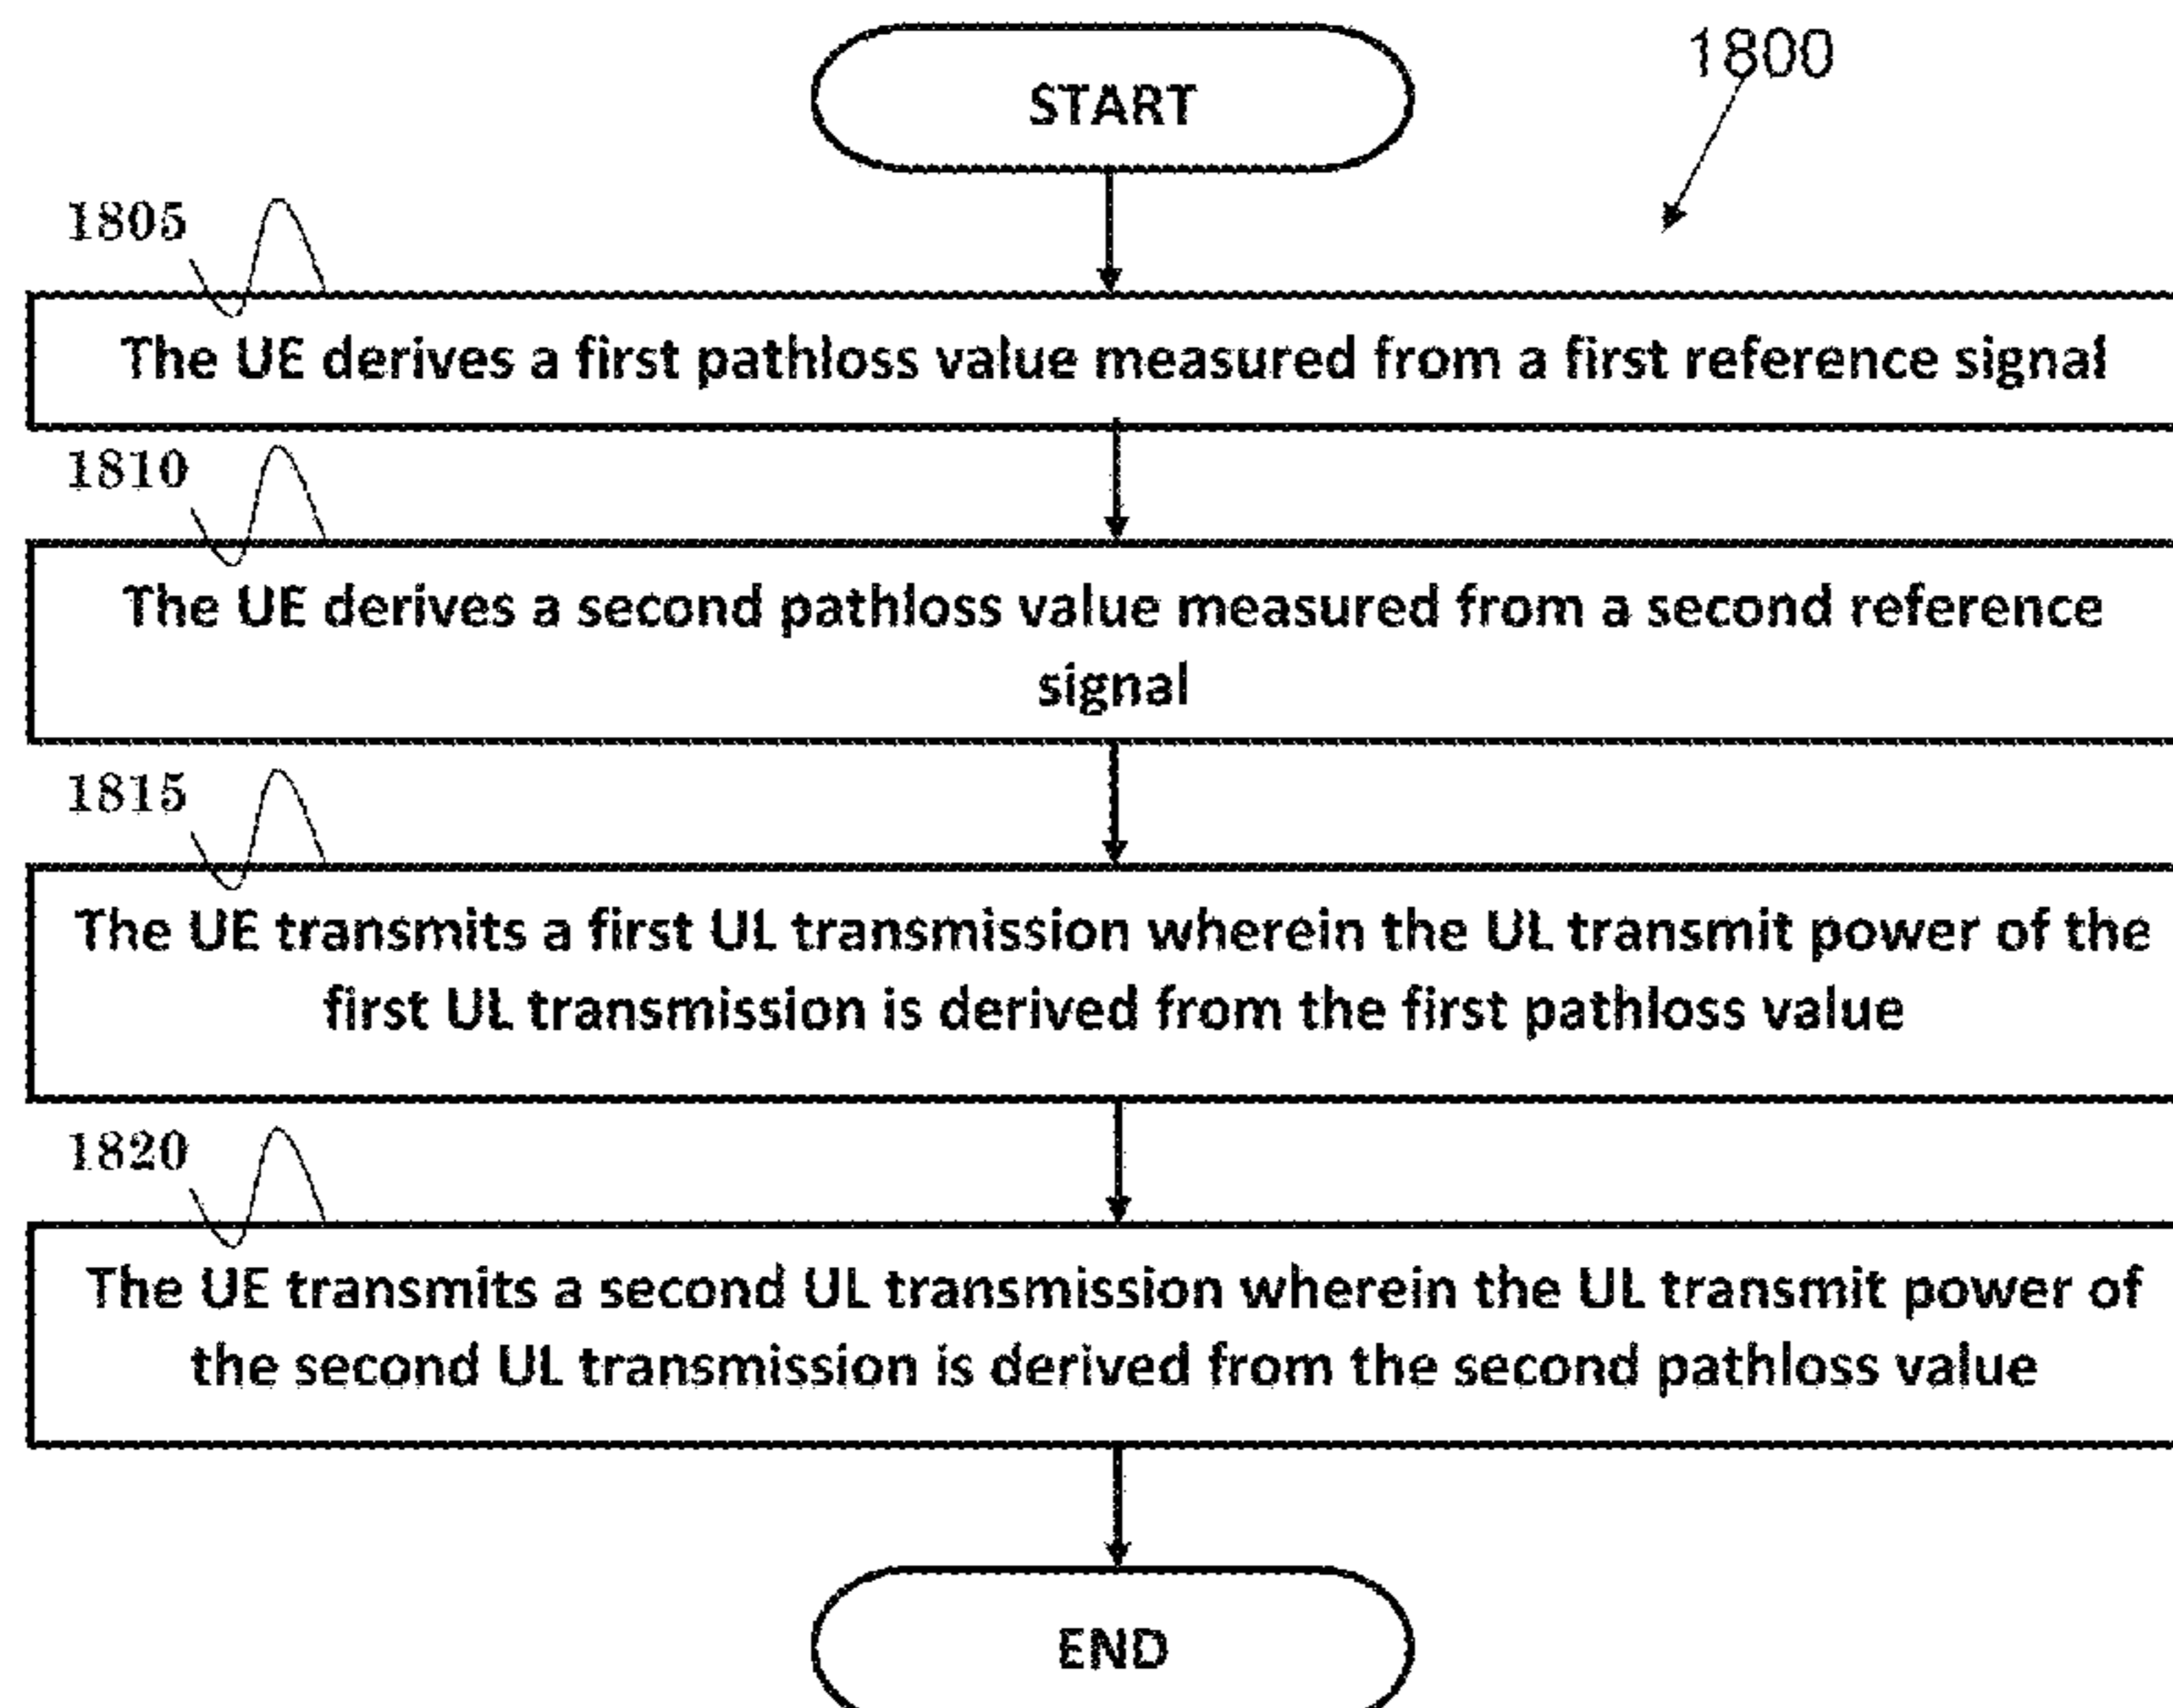 START
1800
1805
The UE derives a first pathloss value measured from a first reference signal
1810
The UE derives a second pathloss value measured from a second reference
signal
1815
The UE transmits a first UL transmission wherein the UL transmit power of the
first UL transmission is derived from the first pathloss value
1820
The UE transmits a second UL transmission wherein the UL transmit power of
the second UL transmission is derived from the second pathloss value
END